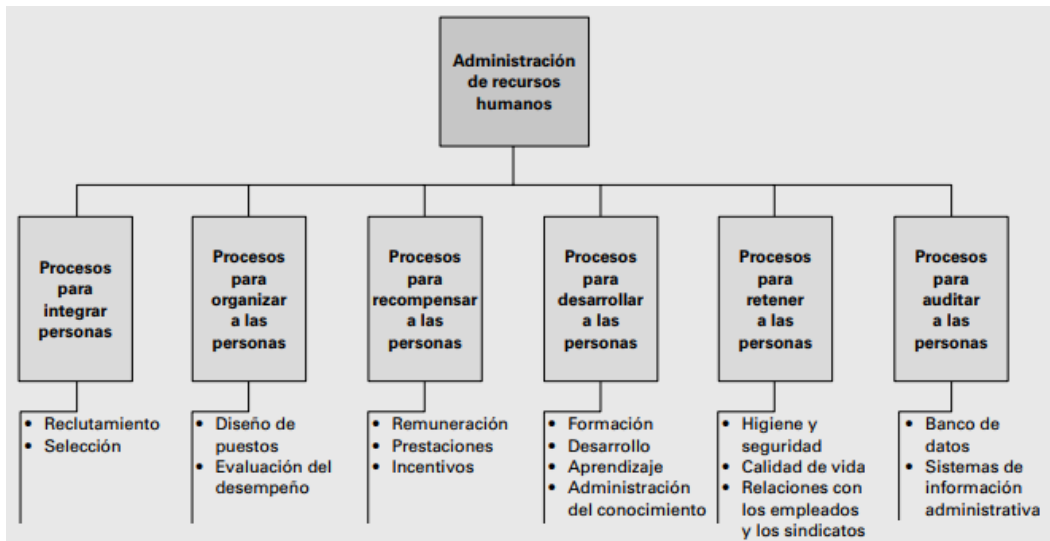 Administración
de recursos
humanos
Procesos
para
integrar
personas
Procesos
para
organizar
a las
personas
Procesos
para
recompensar
a las
personas
Procesos
para
desarrollar
a las
personas
Procesos
para
retener
a las
personas
Procesos
para
auditar
a las
personas
• Reclutamiento
• Selección
• Diseño de
puestos
• Evaluación del
desempeño
• Remuneración
• Prestaciones
• Incentivos
• Formación
• Desarrollo
• Aprendizaje
• Administración
del conocimiento
• Higiene y
seguridad
• Calidad de vida
• Relaciones con
los empleados
y los sindicatos
• Banco de
datos
• Sistemas de
información
administrativa